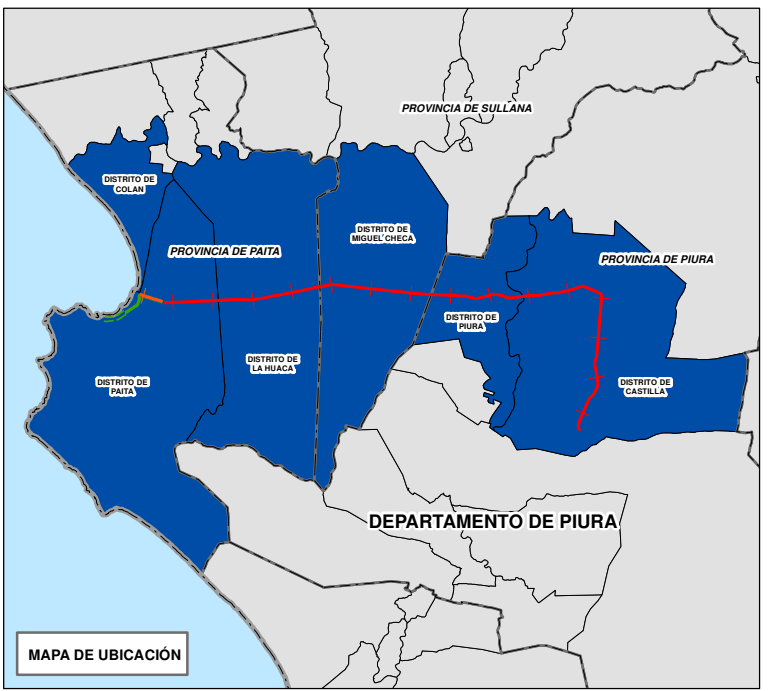 PROVINCIA DE SULLANA
DISTRITO DE
COLAN
DISTRITO DE
MIGUEL CHECA
PROVINCIA DE PAITA
PROVINCIA DE PIURA
DISTRITO DE
PIURA
DISTRITO DE
LA HUACA
DISTRITO DE
PAITA
DISTRITO DE
CASTILLA
DEPARTAMENTO DE PIURA
MAPA DE UBICACIÓN